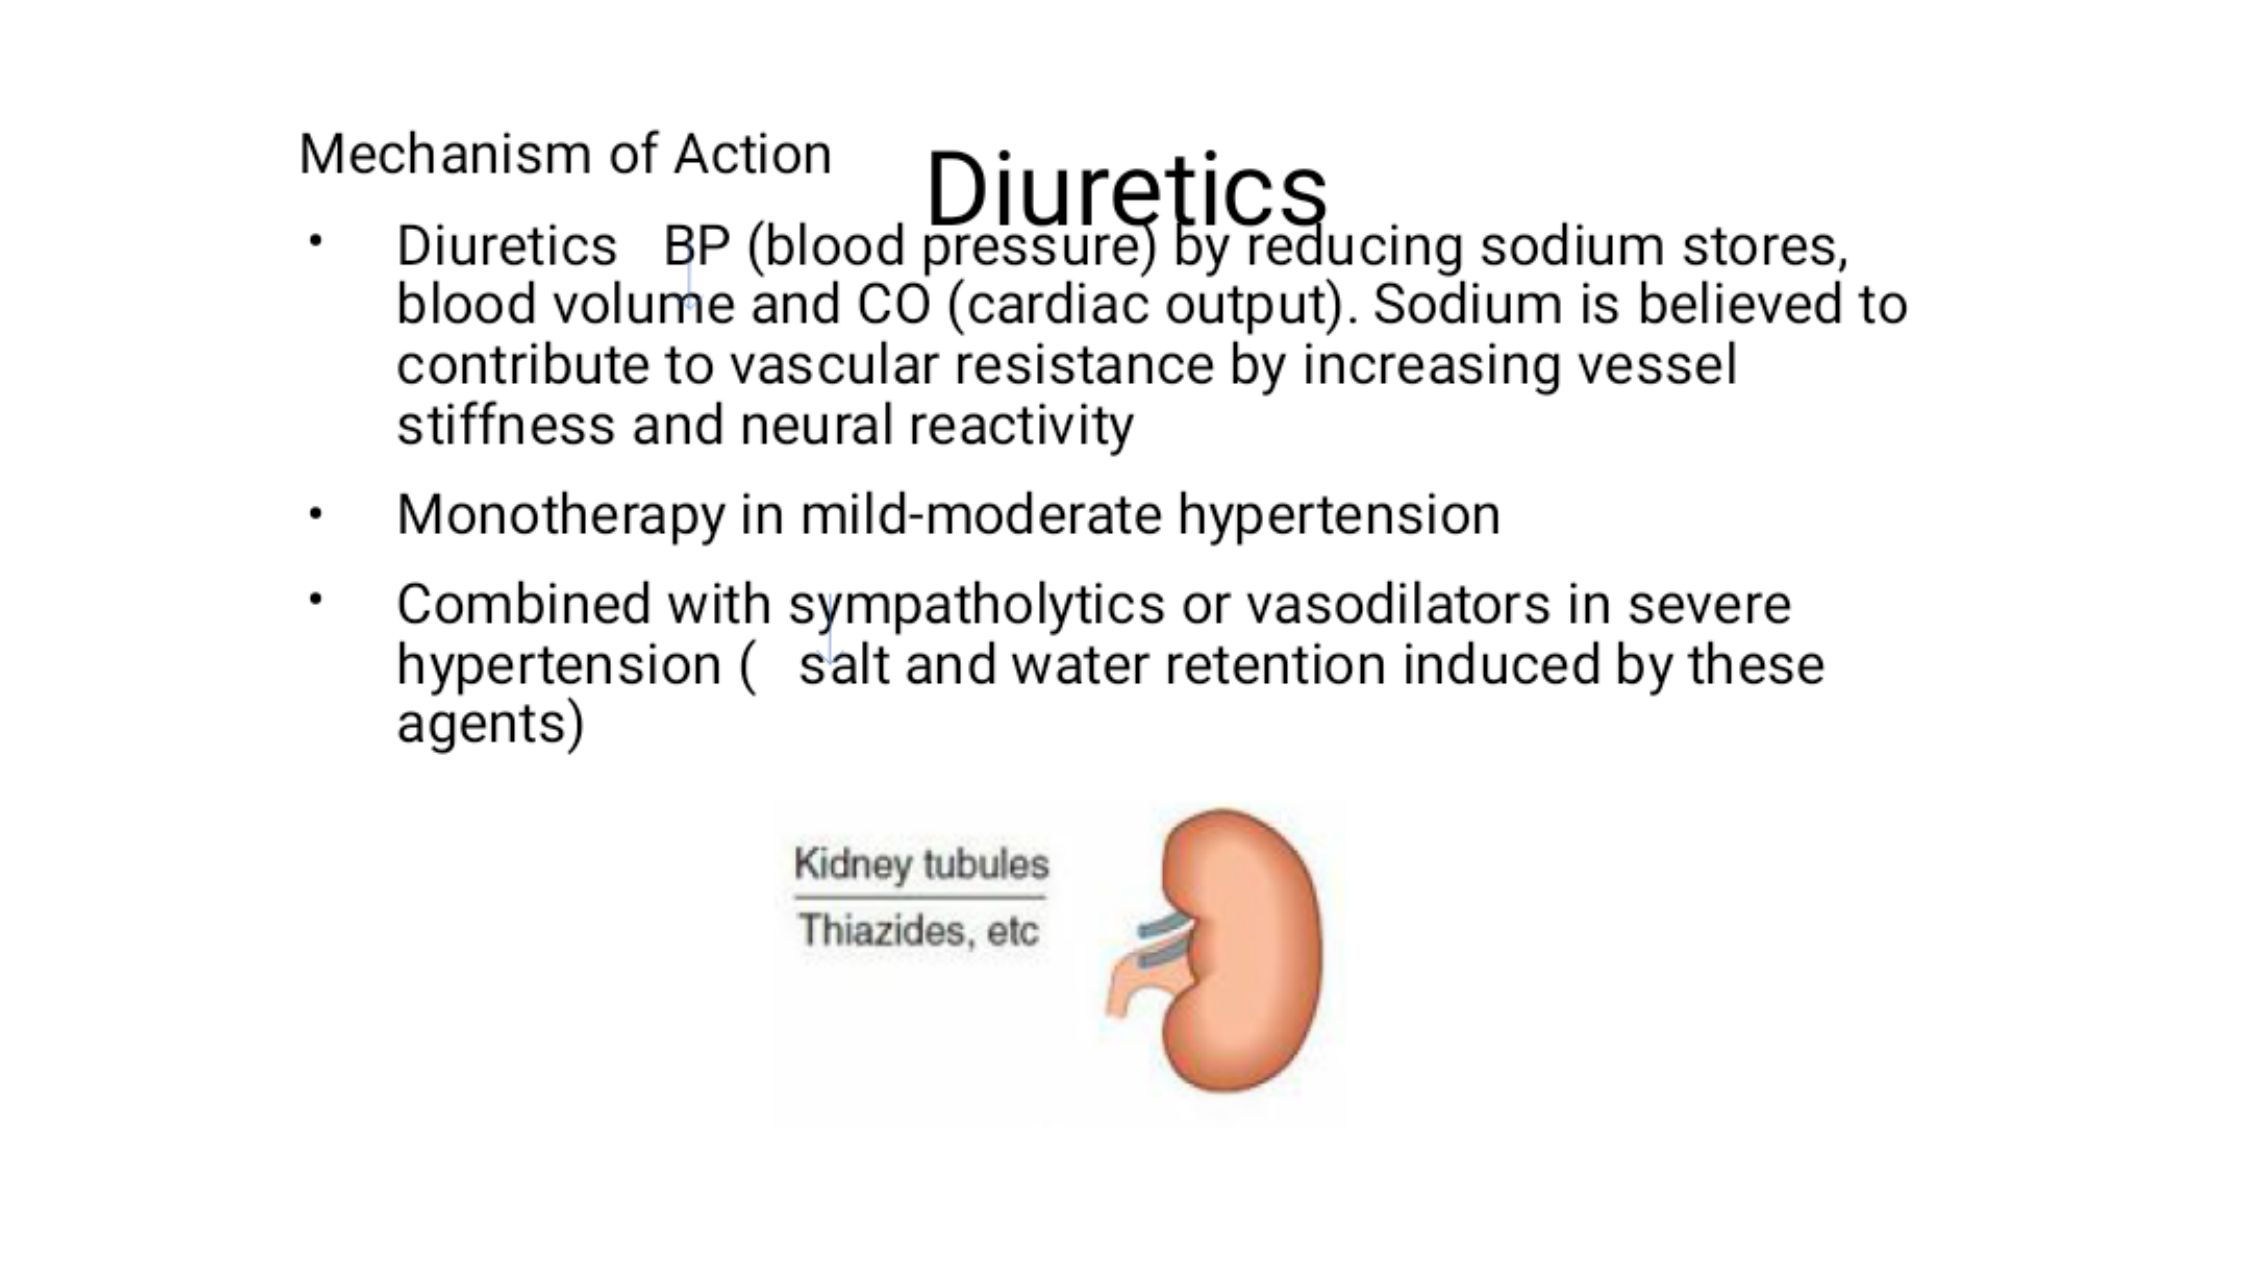 Diuretics
Mechanism of Action
• Diuretics ↓ BP (blood pressure) by reducing sodium stores,
blood volume and CO (cardiac output). Sodium is believed to
contribute to vascular resistance by increasing vessel
stiffness and neural reactivity
• Monotherapy in mild-moderate hypertension
• Combined with sympatholytics or vasodilators in severe
hypertension ( ↓ salt and water retention induced by these
agents)
Kidney tubules
Thiazides, etc